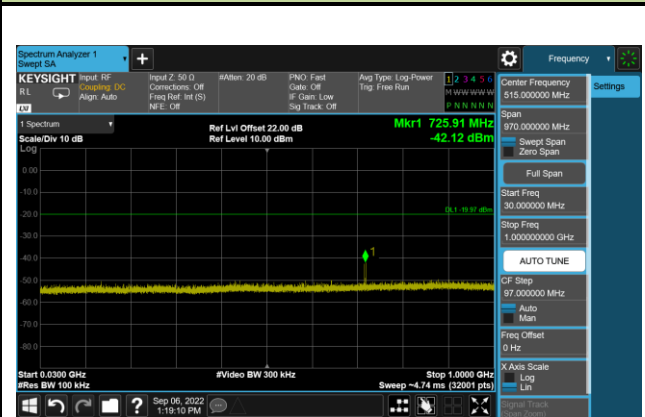 Spectrum Analyzer 1
Swept SA
Frequency
KEYSIGHT Input: RF Input Z: 50 Ω #Atten: 20 dB PNO: Fast Avg Type: Log-Power 1 2 3 4 5 6
RL Coupling: DC Corrections: Off Gate: Off Trig: Free Run M W W W W W
Align: Auto Freq Ref: Int (S) IF Gain: Low
NFE: Off Sig Track: Off P N N N N N
LXI
Center Frequency
515.000000 MHz
Settings
Span
970.000000 MHz
Swept Span
Zero Span
Full Span
Start Freq
30.000000 MHz
Stop Freq
1.000000000 GHz
AUTO TUNE
CF Step
97.000000 MHz
Auto
Man
Freq Offset
0 Hz
X Axis Scale
Log
Lin
Signal Track
(Span Zoom)
1 Spectrum
Scale/Div 10 dB
Log
Ref Lvl Offset 22.00 dB
Ref Level 10.00 dBm
Mkr1 725.91 MHz
-42.12 dBm
0.00
-10.0
-20.0
DL1 -19.97 dBm
-30.0
1
-40.0
-50.0
-60.0
-70.0
-80.0
Start 0.0300 GHz #Video BW 300 kHz Stop 1.0000 GHz
#Res BW 100 kHz Sweep ~4.74 ms (32001 pts)
Sep 06, 2022
1:19:10 PM